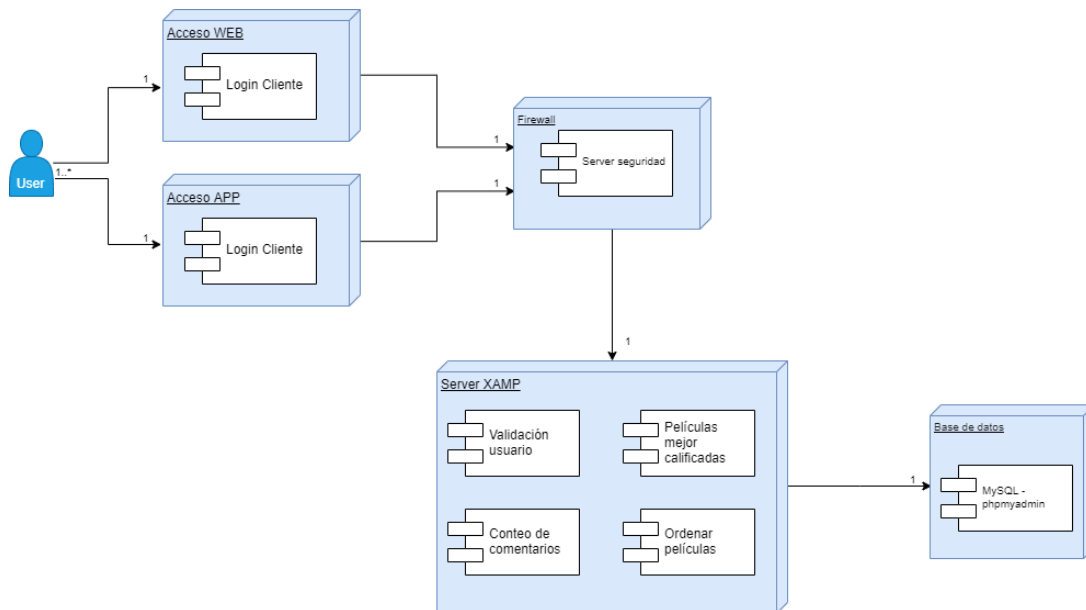 Acceso WEB
Login Cliente
1
User
1..*
1
Acceso APP
Login Cliente
Firewall
Server seguridad
1
1
1
Server XAMP
Validación
usuario
Películas
mejor
calificadas
Conteo de
comentarios
Ordenar
películas
1
Base de datos
MySQL -
phpmyadmin